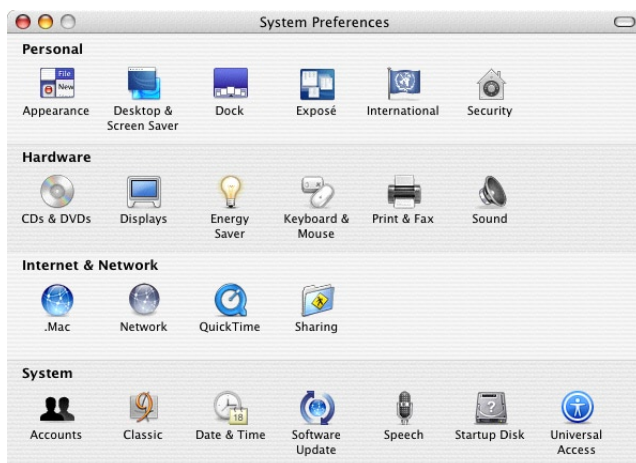 System Preferences
Personal
File
New
Appearance
Desktop &
Screen Saver
Dock
Exposé
International
Security
Hardware
CDs & DVDs
Displays
Energy
Saver
Keyboard &
Mouse
Print & Fax
Sound
Internet & Network
.Mac
Network
QuickTime
Sharing
System
18
?
Accounts
Classic
Date & Time
Software
Update
Speech
Startup Disk
Universal
Access